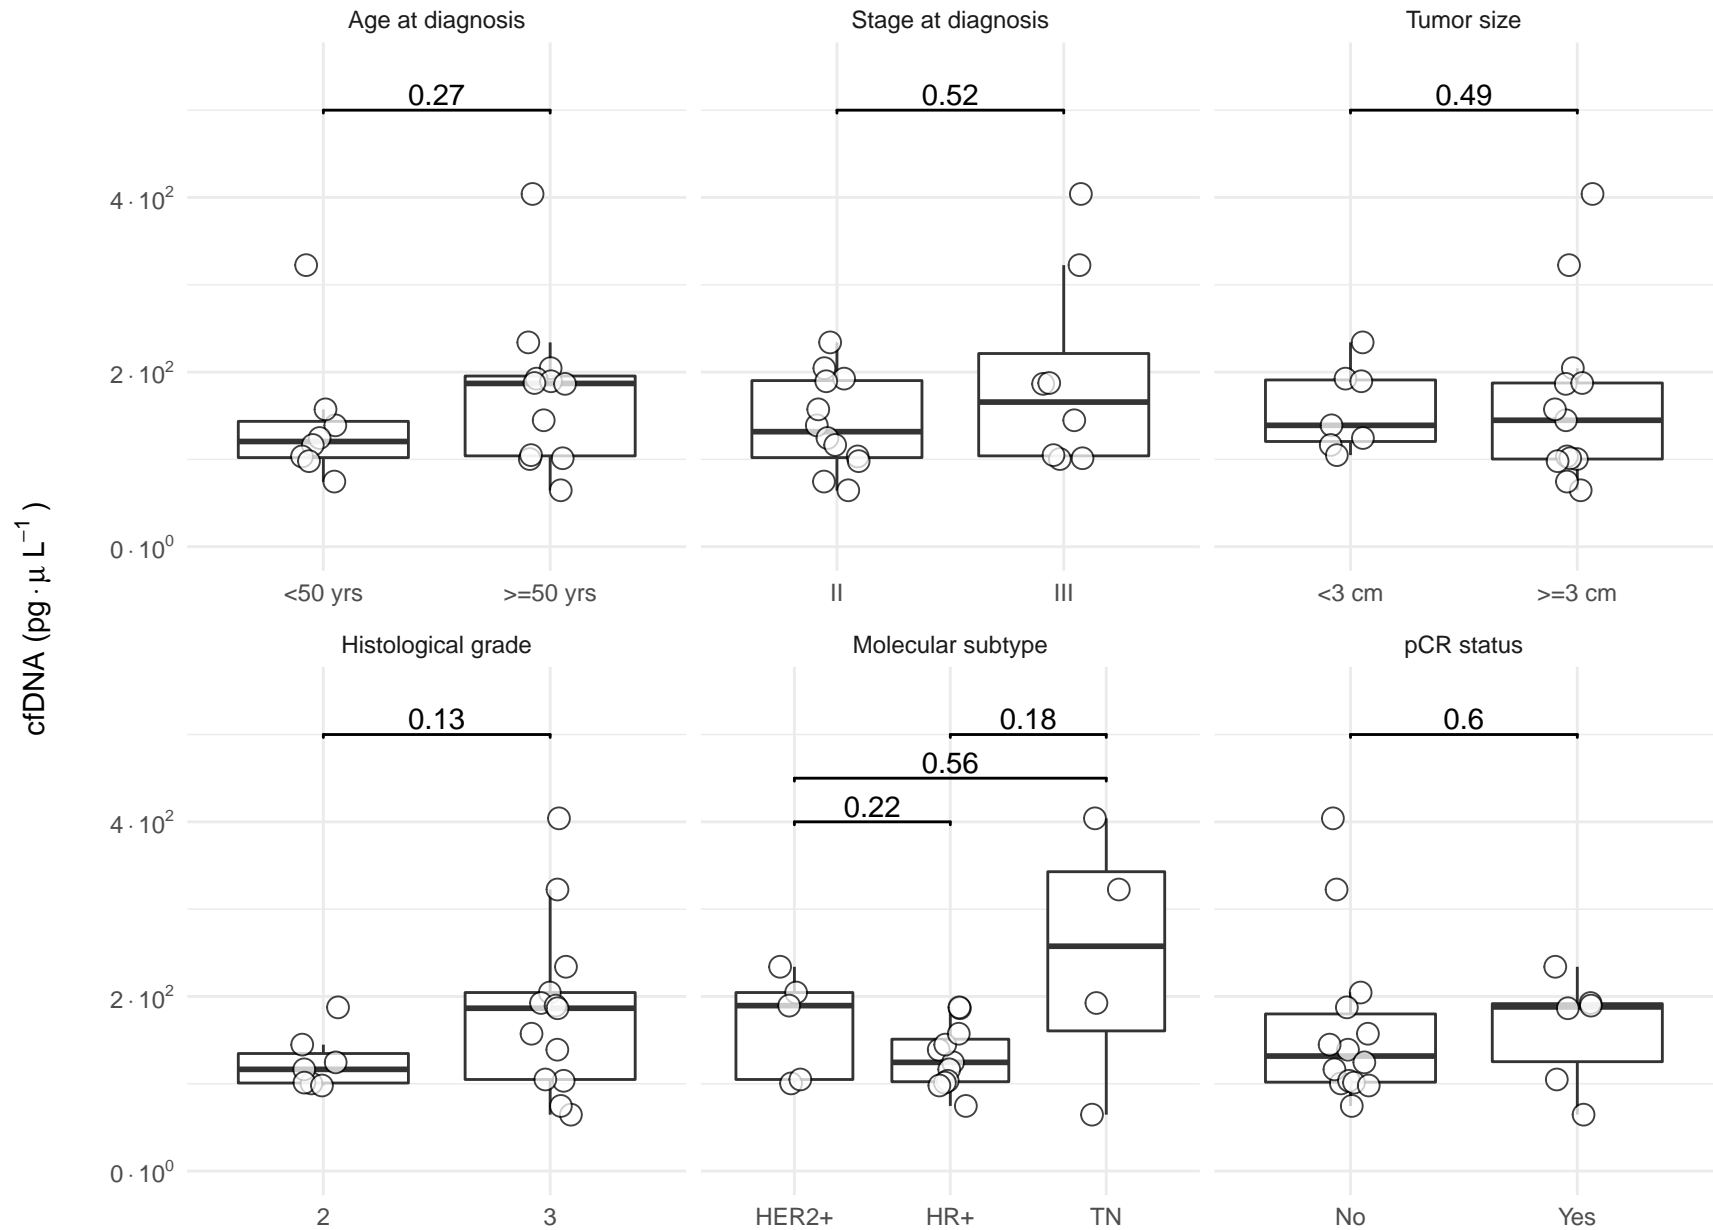 Age at diagnosis
Stage at diagnosis
Tumor size
0.27
0.52
0.49
4·10²
2·10²
0·10⁰
<50 yrs
>=50 yrs
II
III
<3 cm
>=3 cm
cfDNA (pg·μ L⁻¹ )
Histological grade
Molecular subtype
pCR status
0.13
0.18
0.56
0.22
0.6
4·10²
2·10²
0·10⁰
2
3
HER2+
HR+
TN
No
Yes